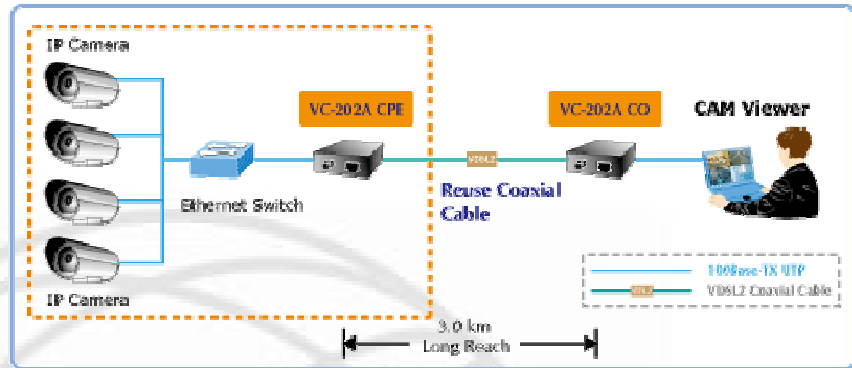 IP Camera
VC-202A CPE
VC-202A CO
CAM Viewer
VDSL2
Reuse Coaxial
Cable
Ethernet Switch
IP Camera
100Base-TX UTP
VDSL2 Coaxial Cable
3.0 km
Long Reach